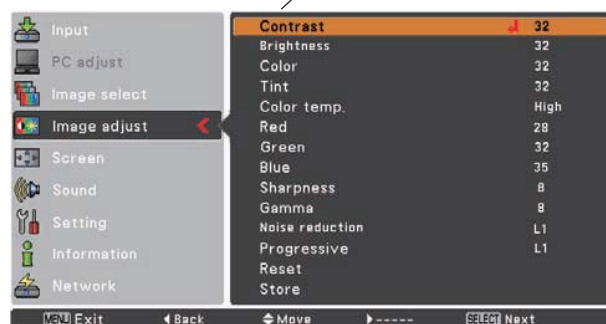 Input
PC adjust
Image select
Image adjust
Screen
Sound
Setting
Information
Network
Contrast 32
Brightness 32
Color 32
Tint 32
Color temp. High
Red 28
Green 32
Blue 35
Sharpness 8
Gamma 8
Noise reduction L1
Progressive L1
Reset
Store
MENU Exit Back Move ----- SELECT Next